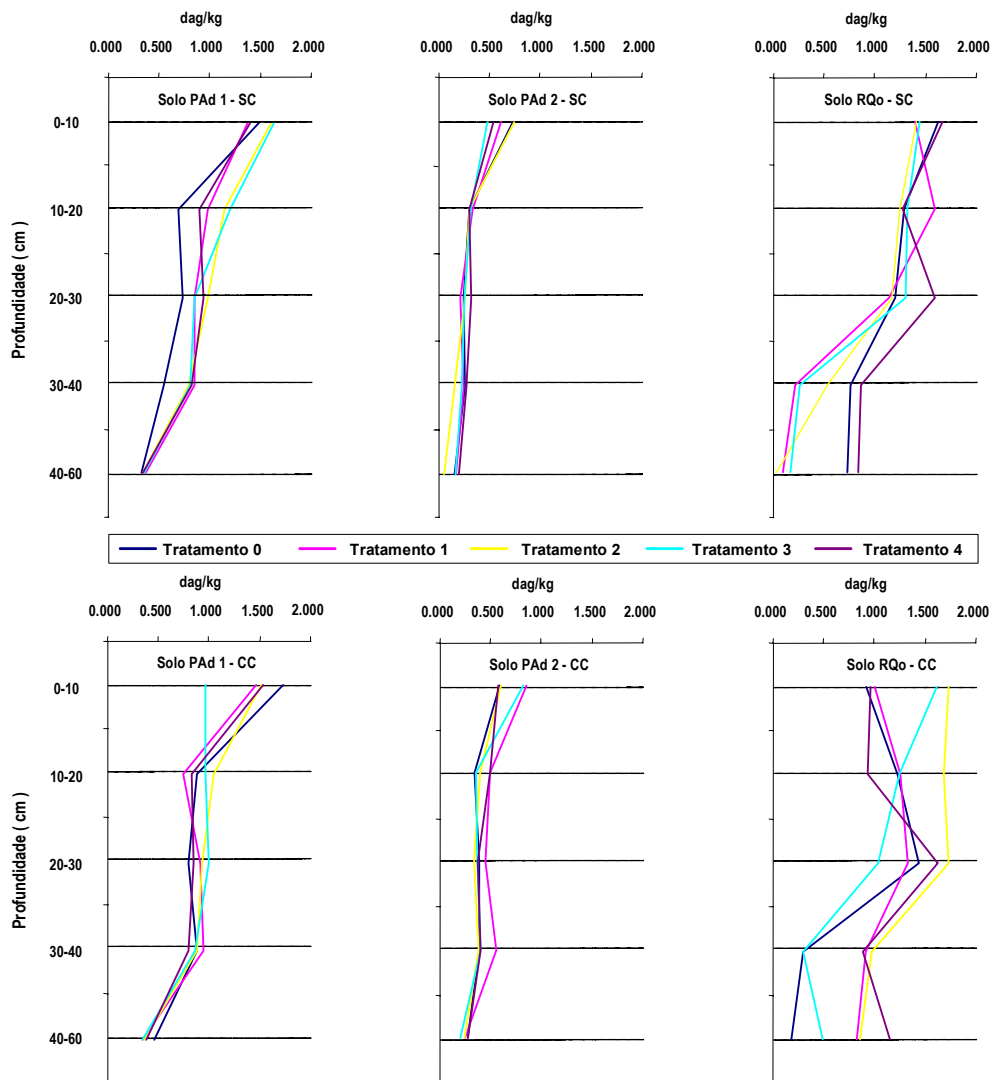 dag/kg dag/kg dag/kg
0.000 0.500 1.000 1.500 2.000 0.000 0.500 1.000 1.500 2.000 0.000 0.500 1.000 1.500 2.000
Solo PAd 1 - SC Solo PAd 2 - SC Solo RQo - SC
0-10
10-20
20-30
30-40
40-60
Profundidade ( cm )
Tratamento 0 Tratamento 1 Tratamento 2 Tratamento 3 Tratamento 4
dag/kg dag/kg dag/kg
0.000 0.500 1.000 1.500 2.000 0.000 0.500 1.000 1.500 2.000 0.000 0.500 1.000 1.500 2.000
Solo PAd 1 - CC Solo PAd 2 - CC Solo RQo - CC
0-10
10-20
20-30
30-40
40-60
Profundidade ( cm )